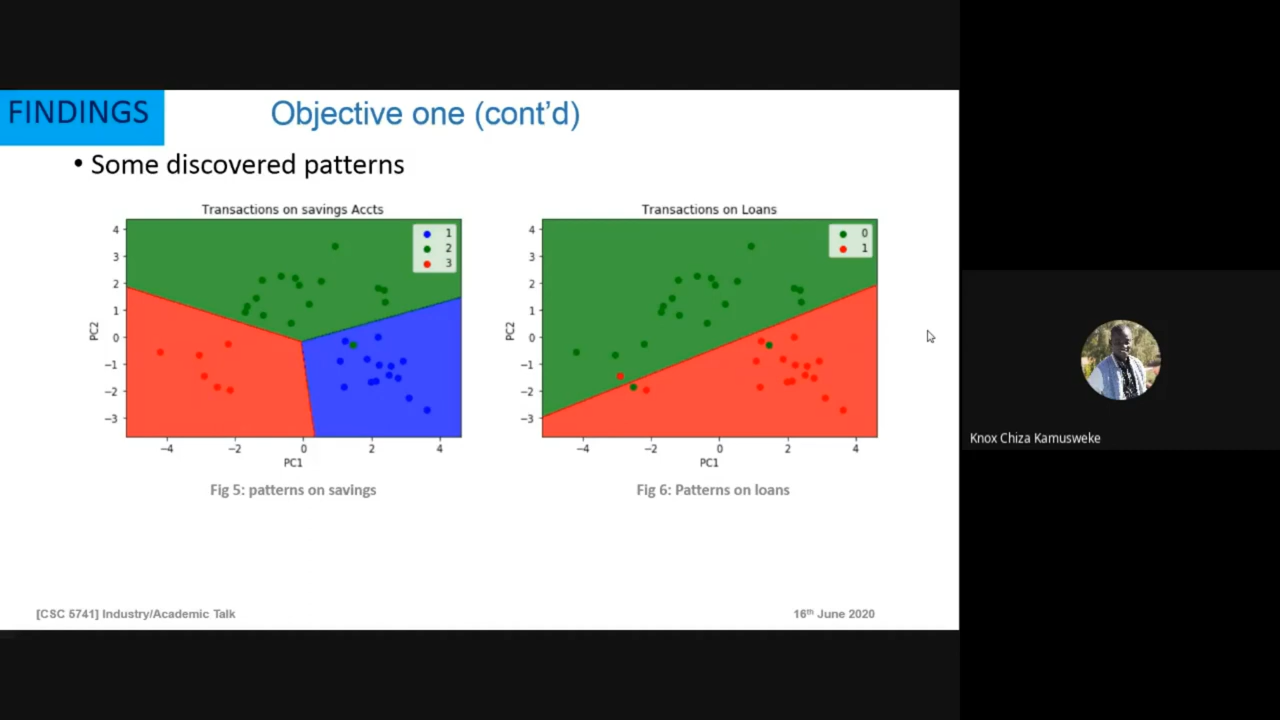 FINDINGS
Objective one (cont’d)
• Some discovered patterns
Transactions on savings Accts
4
3
2
1
0
−1
−2
−3
PC2
1
2
3
−4
−2
0
2
4
PC1
Fig 5: patterns on savings
Transactions on Loans
4
3
2
1
0
−1
−2
−3
PC2
0
1
−4
−2
0
2
4
PC1
Fig 6: Patterns on loans
[CSC 5741] Industry/Academic Talk
16th June 2020
Knox Chiza Kamusweke